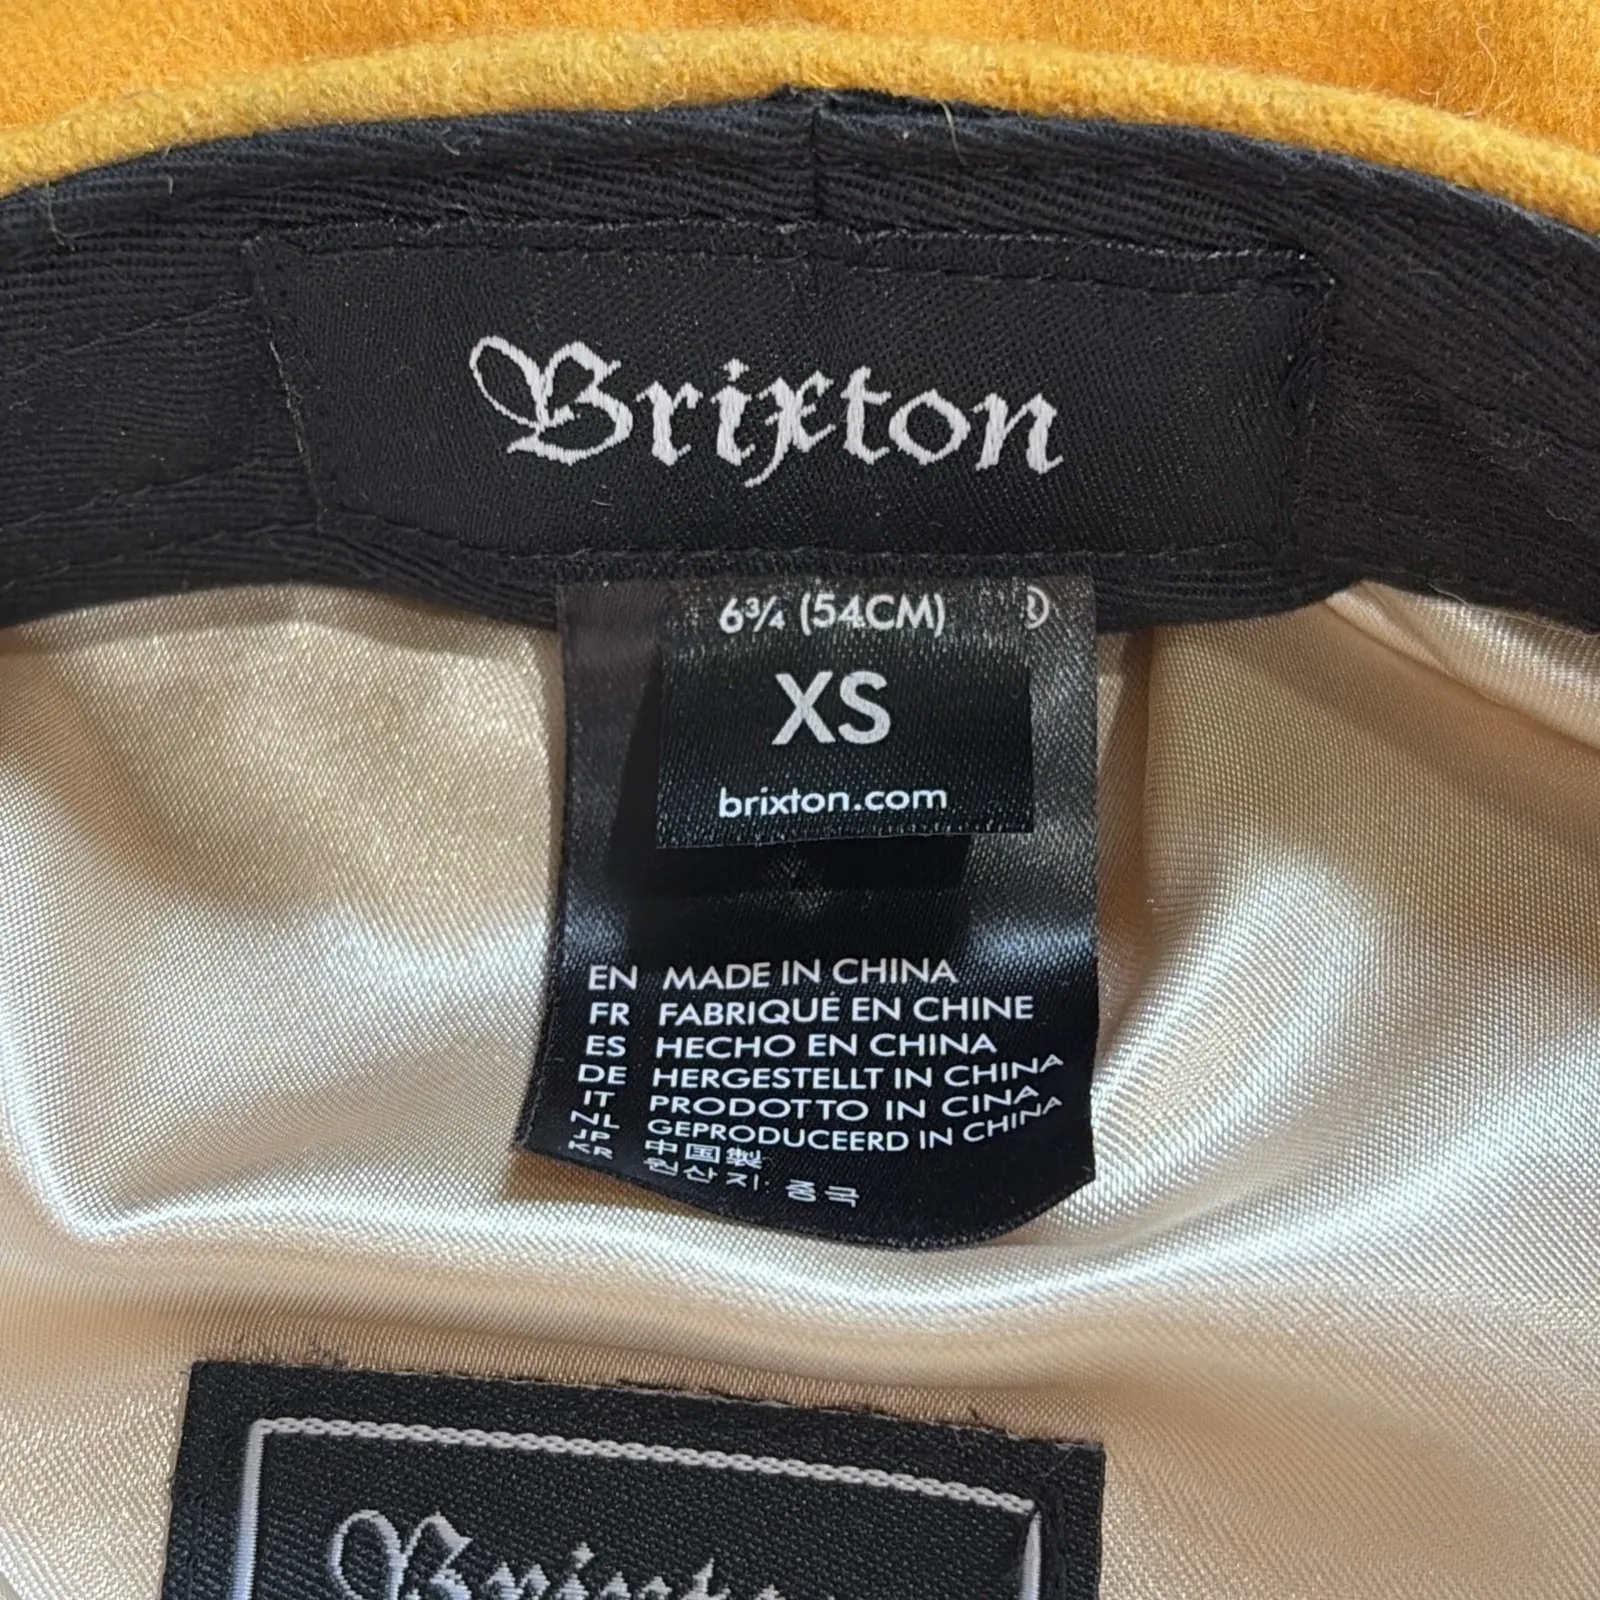 Brixton
6¾ (54CM) ®
XS
brixton.com
EN MADE IN CHINA
FR FABRIQUÉ EN CHINE
ES HECHO EN CHINA
DE HERGESTELLT IN CHINA
IT PRODOTTO IN CINA
NL GEPRODUCEERD IN CHINA
JP 中国製
KR 원산지: 중국
Brixton